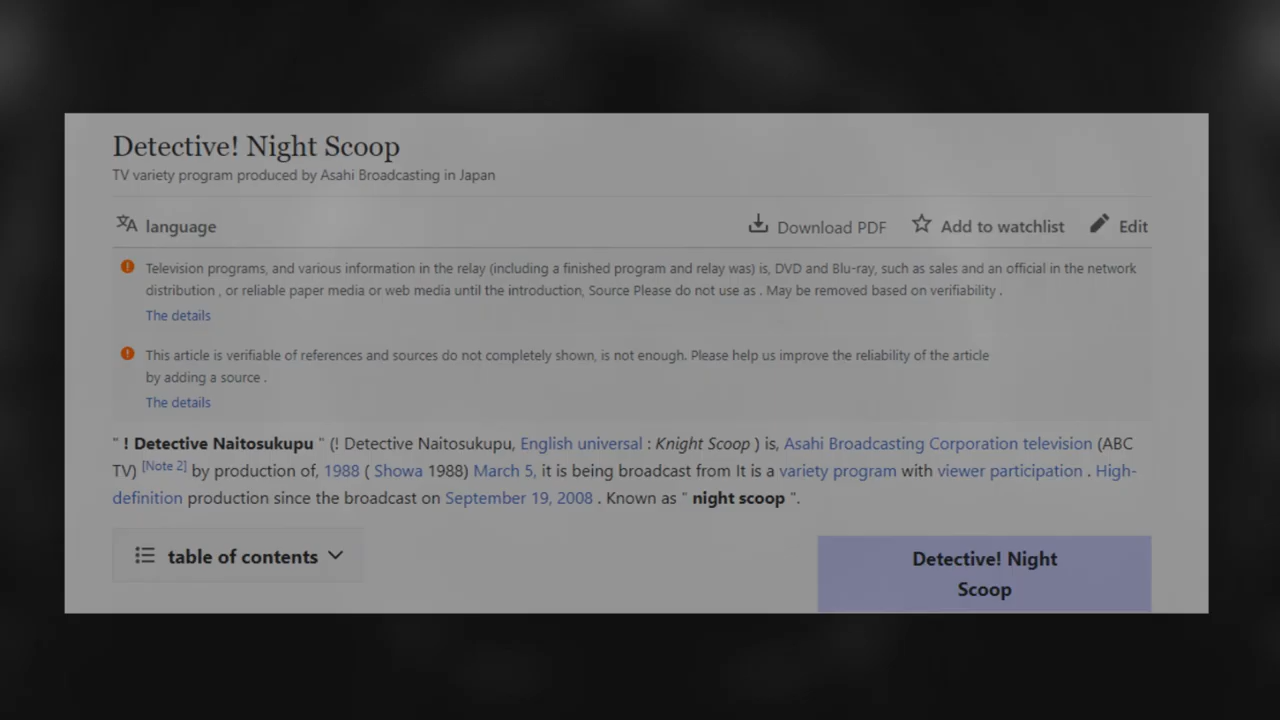 Detective! Night Scoop
TV variety program produced by Asahi Broadcasting in Japan
language
Download PDF
Add to watchlist
Edit
Television programs, and various information in the relay (including a finished program and relay was) is, DVD and Blu-ray, such as sales and an official in the network
distribution , or reliable paper media or web media until the introduction, Source Please do not use as . May be removed based on verifiability .
The details
This article is verifiable of references and sources do not completely shown, is not enough. Please help us improve the reliability of the article
by adding a source .
The details
" ! Detective Naitosukupu " (! Detective Naitosukupu, English universal : Knight Scoop ) is, Asahi Broadcasting Corporation television (ABC
TV) [Note 2] by production of, 1988 ( Showa 1988) March 5, it is being broadcast from It is a variety program with viewer participation . High-
definition production since the broadcast on September 19, 2008 . Known as " night scoop ".
table of contents
Detective! Night
Scoop